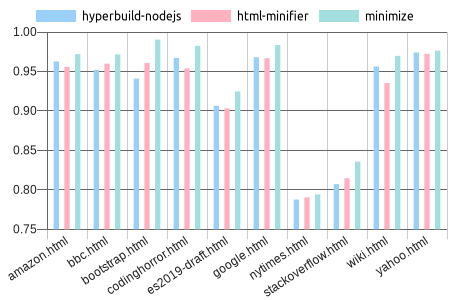 hyperbuild-nodejs html-minifier minimize
1.00
0.95
0.90
0.85
0.80
0.75
amazon.html
bbc.html
bootstrap.html
codinghorror.html
es2019-draft.html
google.html
nytimes.html
stackoverflow.html
wiki.html
yahoo.html